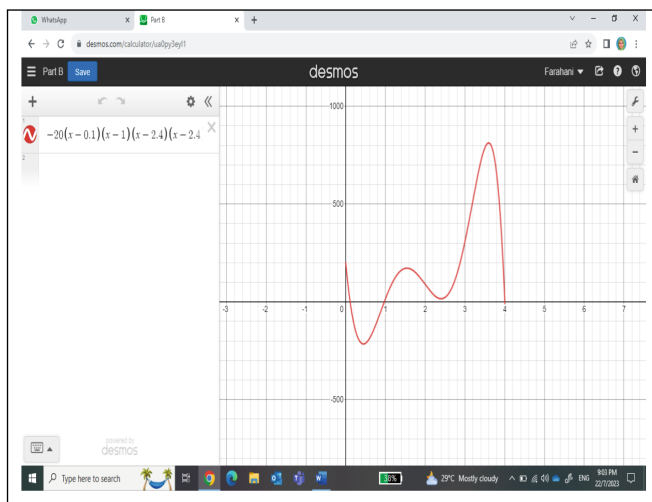 WhatsApp
Part B
desmos.com/calculator/ua0py3eyl1
Part B
Save
desmos
Farahani
1
−20(x−0.1)(x−1)(x−2.4)(x−2.4
2
powered by
desmos
1000
500
-3 -2 -1 0 1 2 3 4 5 6 7
-500
Type here to search
38%
29°C Mostly cloudy
ENG
9:03 PM
22/7/2023